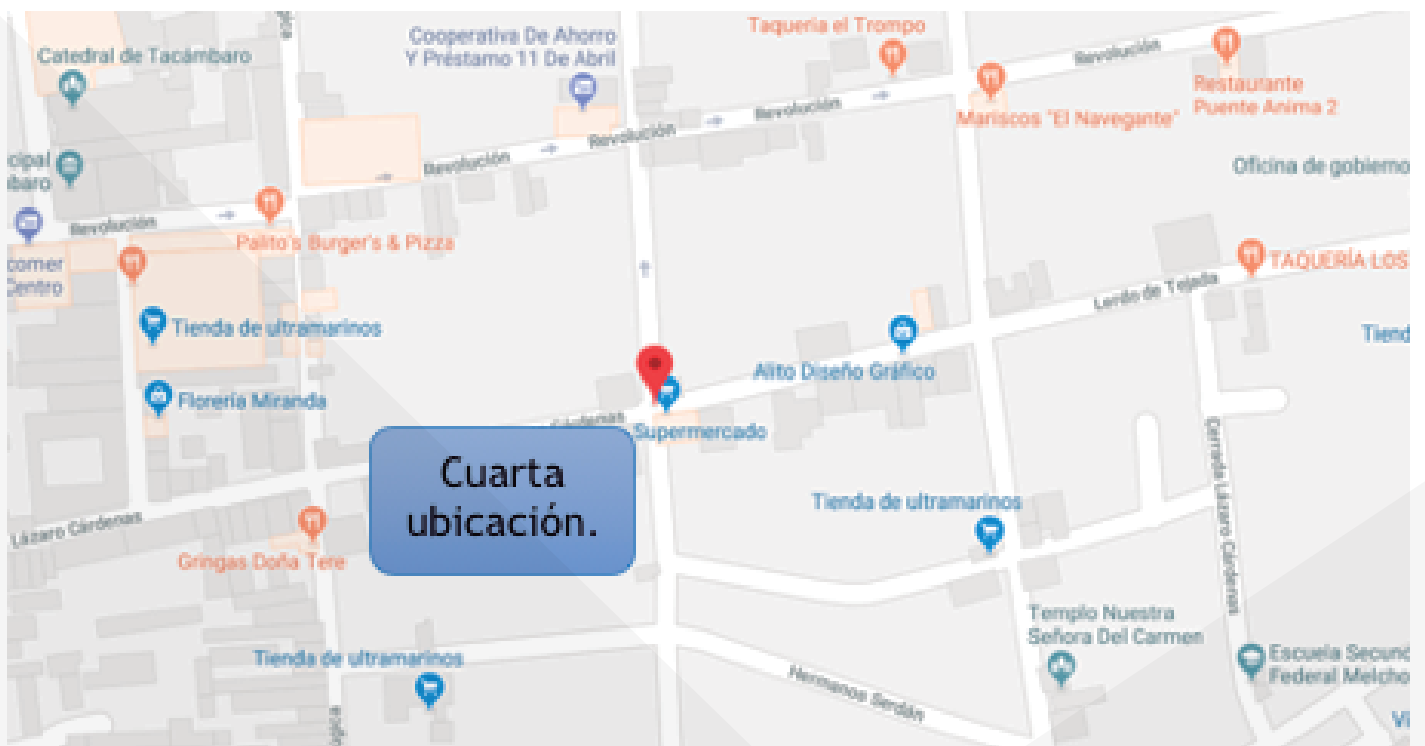 Catedral de Tacámbaro
Cooperativa De Ahorro
Y Préstamo 11 De Abril
Taqueria el Trompo
Revolución
Restaurante
Puente Anima 2
Mariscos "El Navegante"
Revolución
Revolución
Revolución
Oficina de gobierno
cipal
baro
Revolución
Palito's Burger's & Pizza
comer
Centro
TAQUERÍA LOS
Lerdo de Tejada
Tienda de ultramarinos
Tiend
Alito Diseño Gráfico
Florería Miranda
Cárdenas
Supermercado
Cuarta
ubicación.
Lázaro Cárdenas
Tienda de ultramarinos
Cerrada Lázaro Cárdenas
Gringas Doña Tere
Templo Nuestra
Señora Del Carmen
Tienda de ultramarinos
Escuela Secund
Federal Melcho
Hermanos Serdán
úgica
Vi